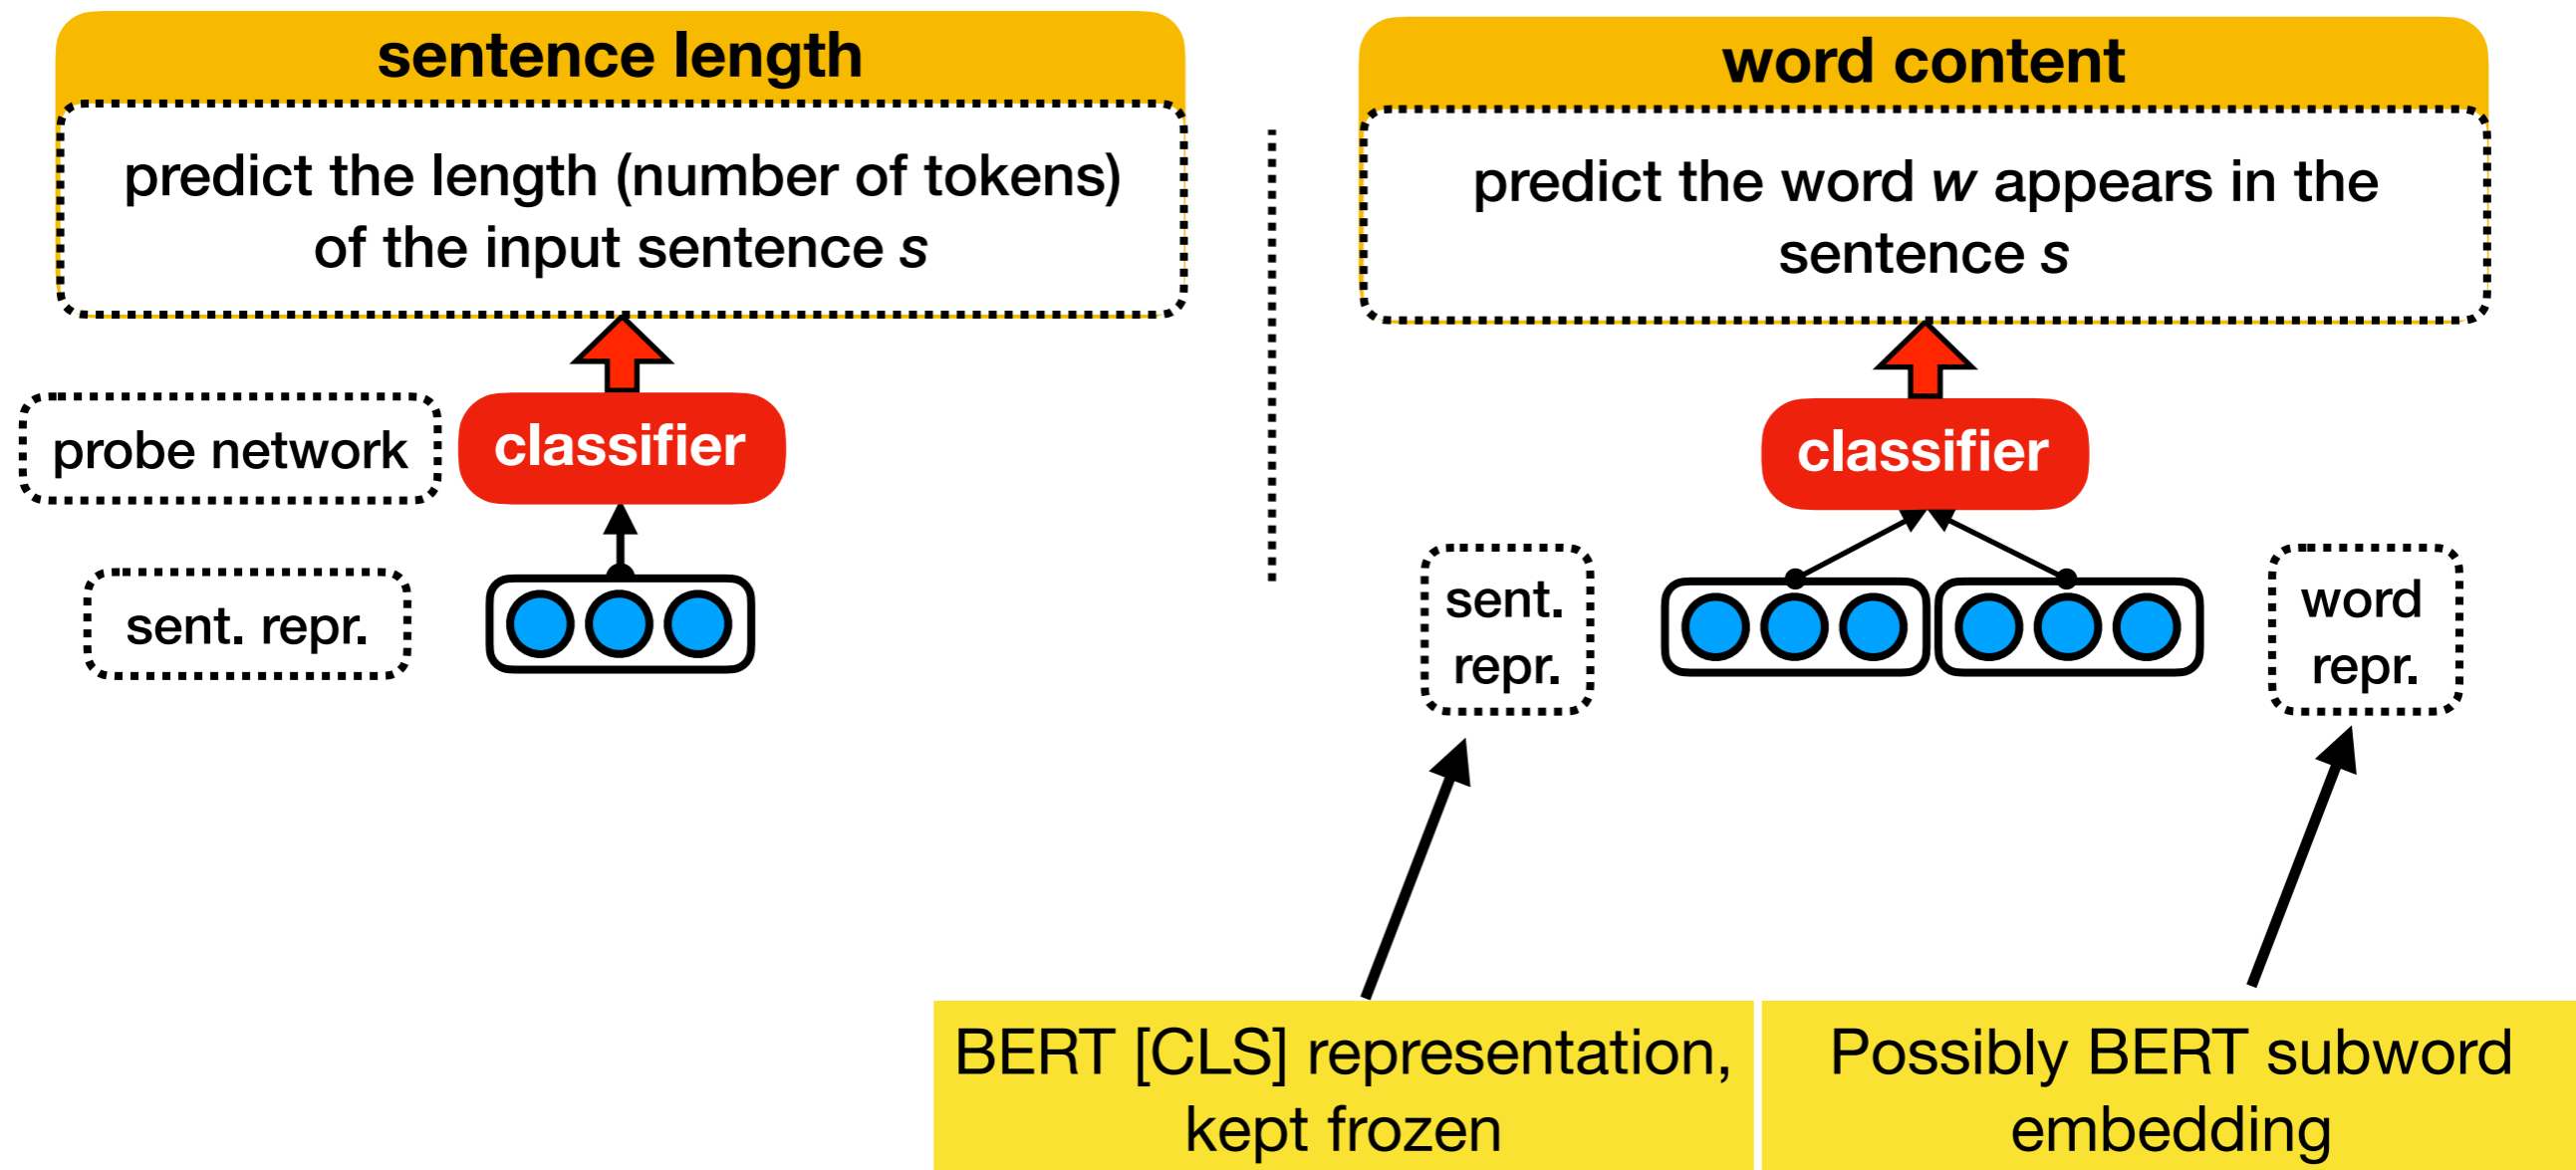 sentence length
predict the length (number of tokens)
of the input sentence s
probe network
classifier
sent. repr.
word content
predict the word w appears in the
sentence s
classifier
sent.
repr.
word
repr.
BERT [CLS] representation,
kept frozen
Possibly BERT subword
embedding